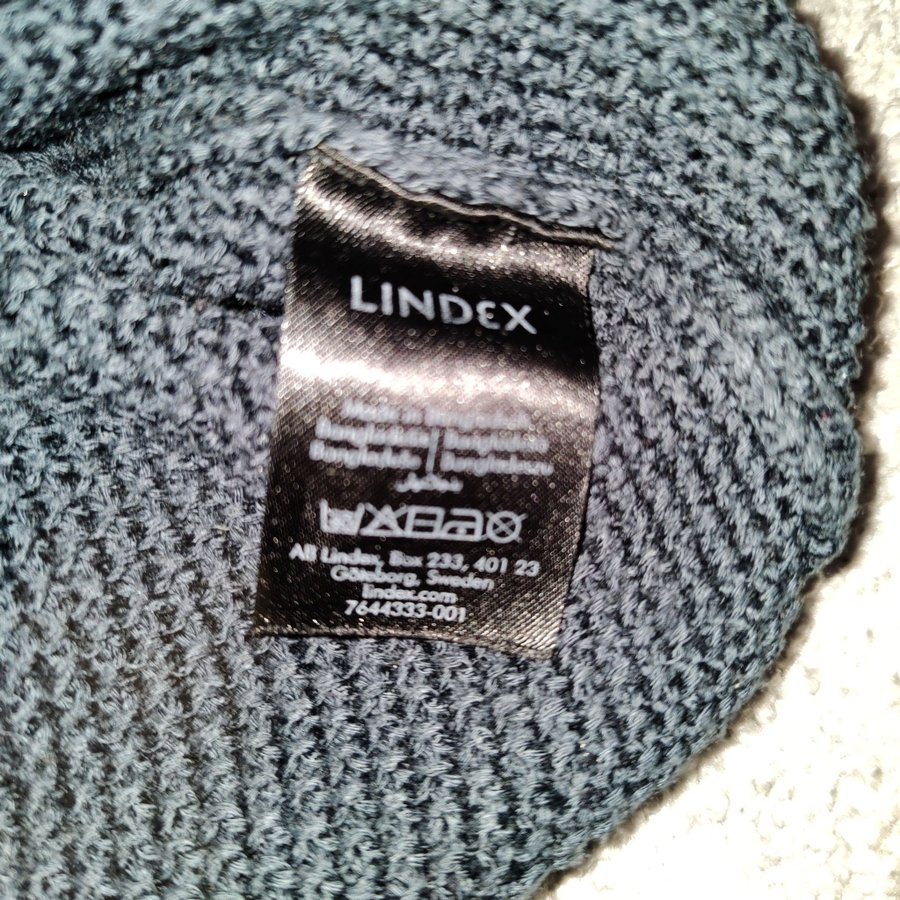 LINDEX
Made in Bangladesh
AB Lindex, Box 233, 401 23
Göteborg, Sweden
lindex.com
7644333-001